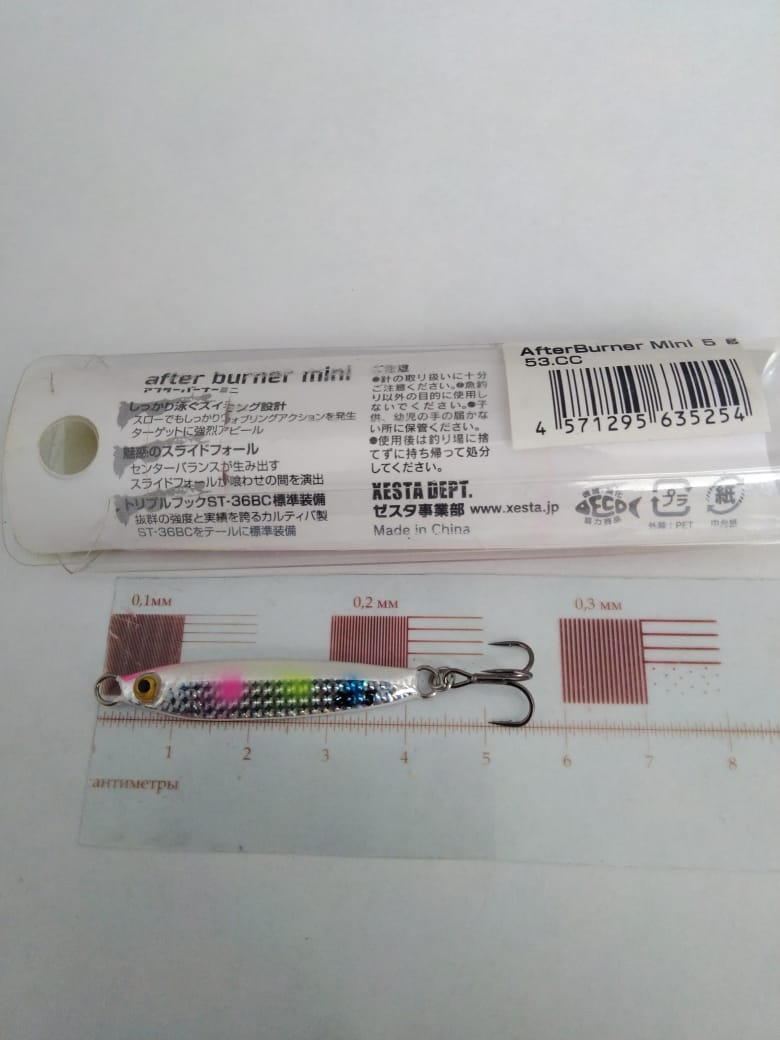 after burner mini
アフターバーナーミニ
しっかり泳ぐスイミング設計
スローでもしっかりウォブリングアクションを発生
ターゲットに強烈アピール
魅惑のスライドフォール
センターバランスが生み出す
スライドフォールが喰わせの間を演出
トリプルフックST-36BC標準装備
抜群の強度と実績を誇るカルティバ製
ST-36BCをテールに標準装備
ご注意
●針の取り扱いに十分
ご注意ください。●魚釣
り以外の目的に使用し
ないでください。●子
供、幼児の手の届かな
い所に保管ください。
●使用後は釣り場に捨
てずに持ち帰って処分
してください。
XESTA DEPT.
ゼスタ事業部 www.xesta.jp
Made in China
AfterBurner Mini 5 g
53.CC
4 571295 635254
ECO
プラ
外装：PET
紙
中台紙
0,1мм
0,2 мм
0,3 мм
1 2 3 4 5 6 7 8
антиметры